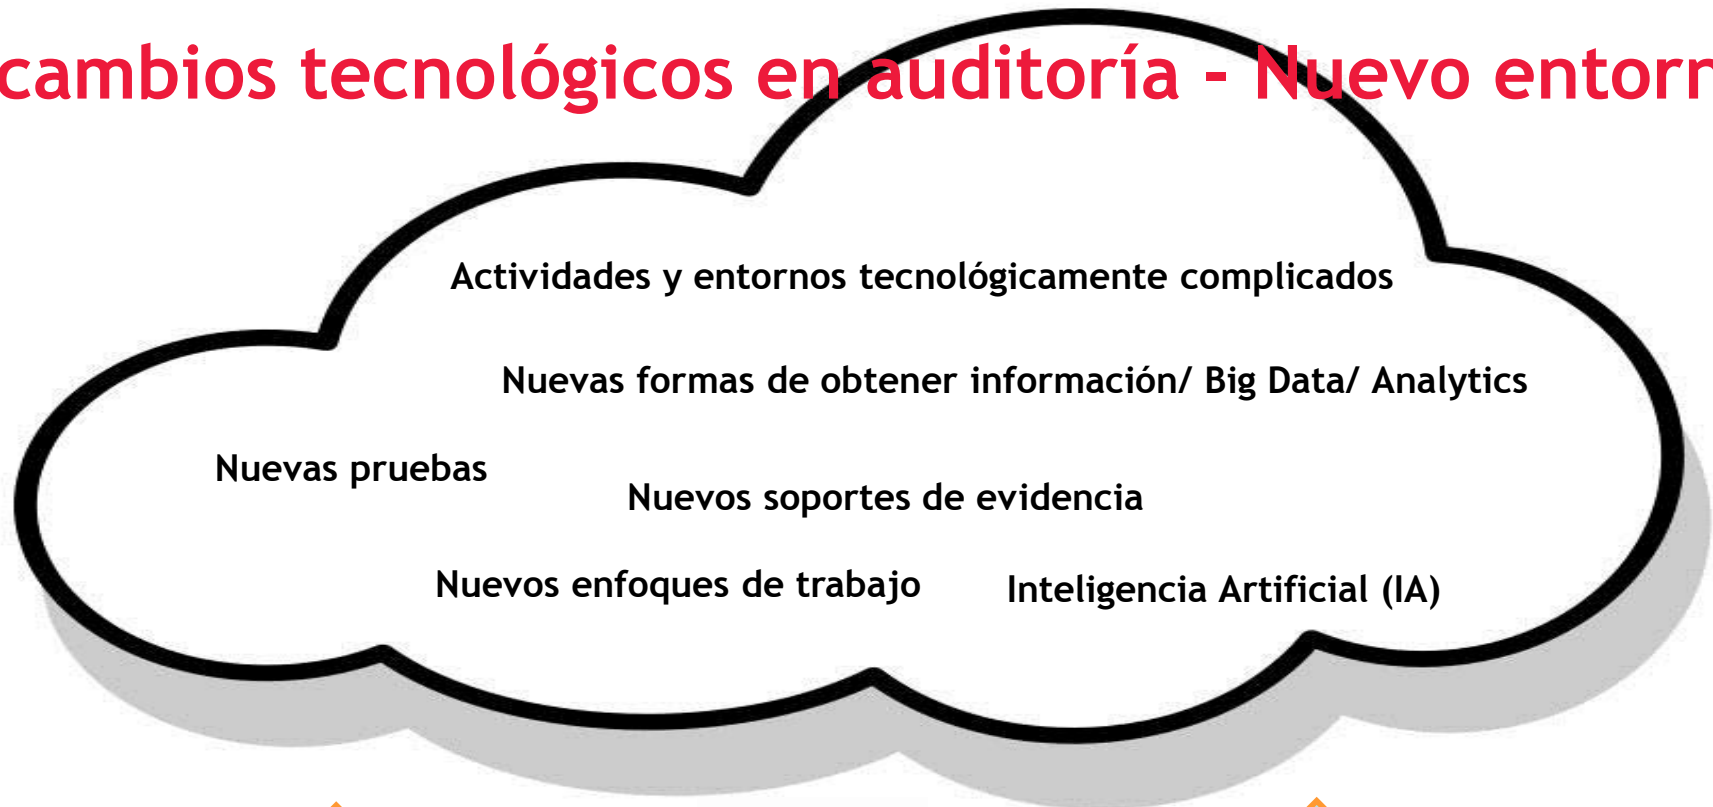 cambios tecnológicos en auditoría - Nuevo entorn
Actividades y entornos tecnológicamente complicados
Nuevas formas de obtener información/ Big Data/ Analytics
Nuevas pruebas
Nuevos soportes de evidencia
Nuevos enfoques de trabajo
Inteligencia Artificial (IA)